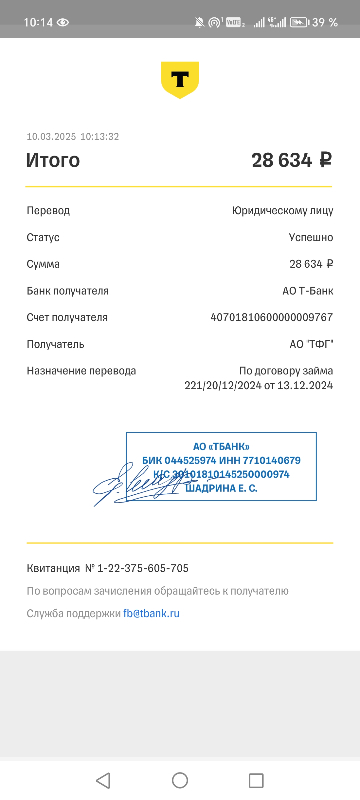 10:14
39 %
10.03.2025 10:13:32
Итого 28 634 ₽
Перевод Юридическому лицу
Статус Успешно
Сумма 28 634 ₽
Банк получателя АО Т-Банк
Счет получателя 40701810600000009767
Получатель АО "ТФГ"
Назначение перевода По договору займа
221/20/12/2024 от 13.12.2024
АО «ТБАНК»
БИК 044525974 ИНН 7710140679
К/С 30101810145250000974
ШАДРИНА Е. С.
Квитанция № 1-22-375-605-705
По вопросам зачисления обращайтесь к получателю
Служба поддержки fb@tbank.ru